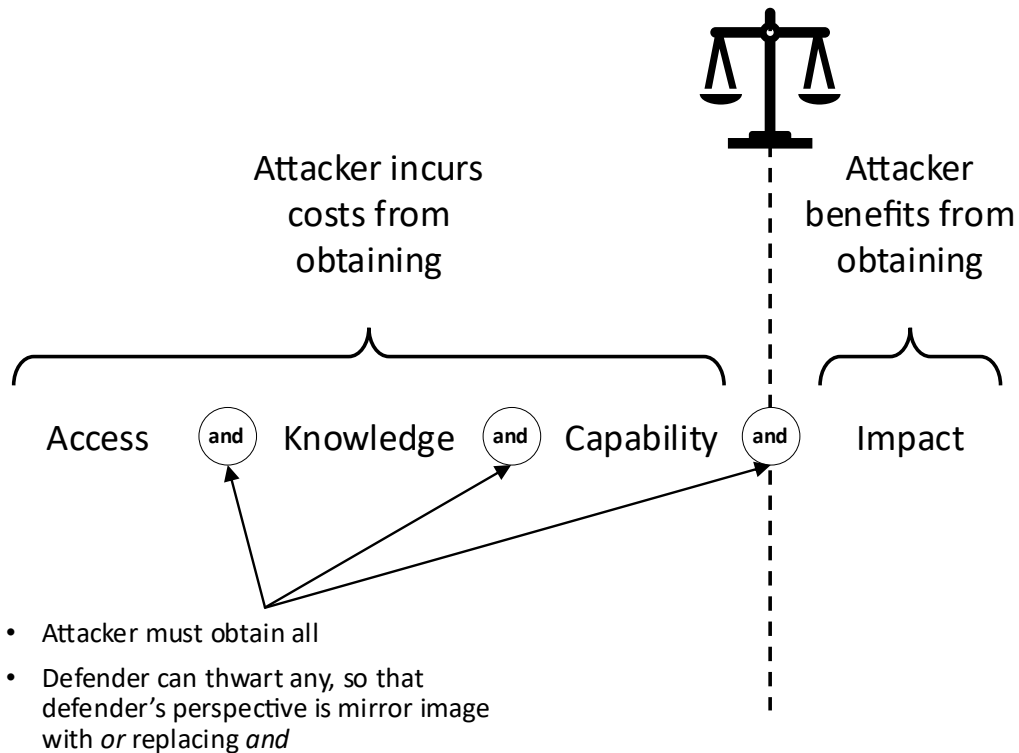 Attacker incurs
costs from
obtaining
Attacker
benefits from
obtaining
Access and Knowledge and Capability and Impact
• Attacker must obtain all
• Defender can thwart any, so that
defender’s perspective is mirror image
with or replacing and